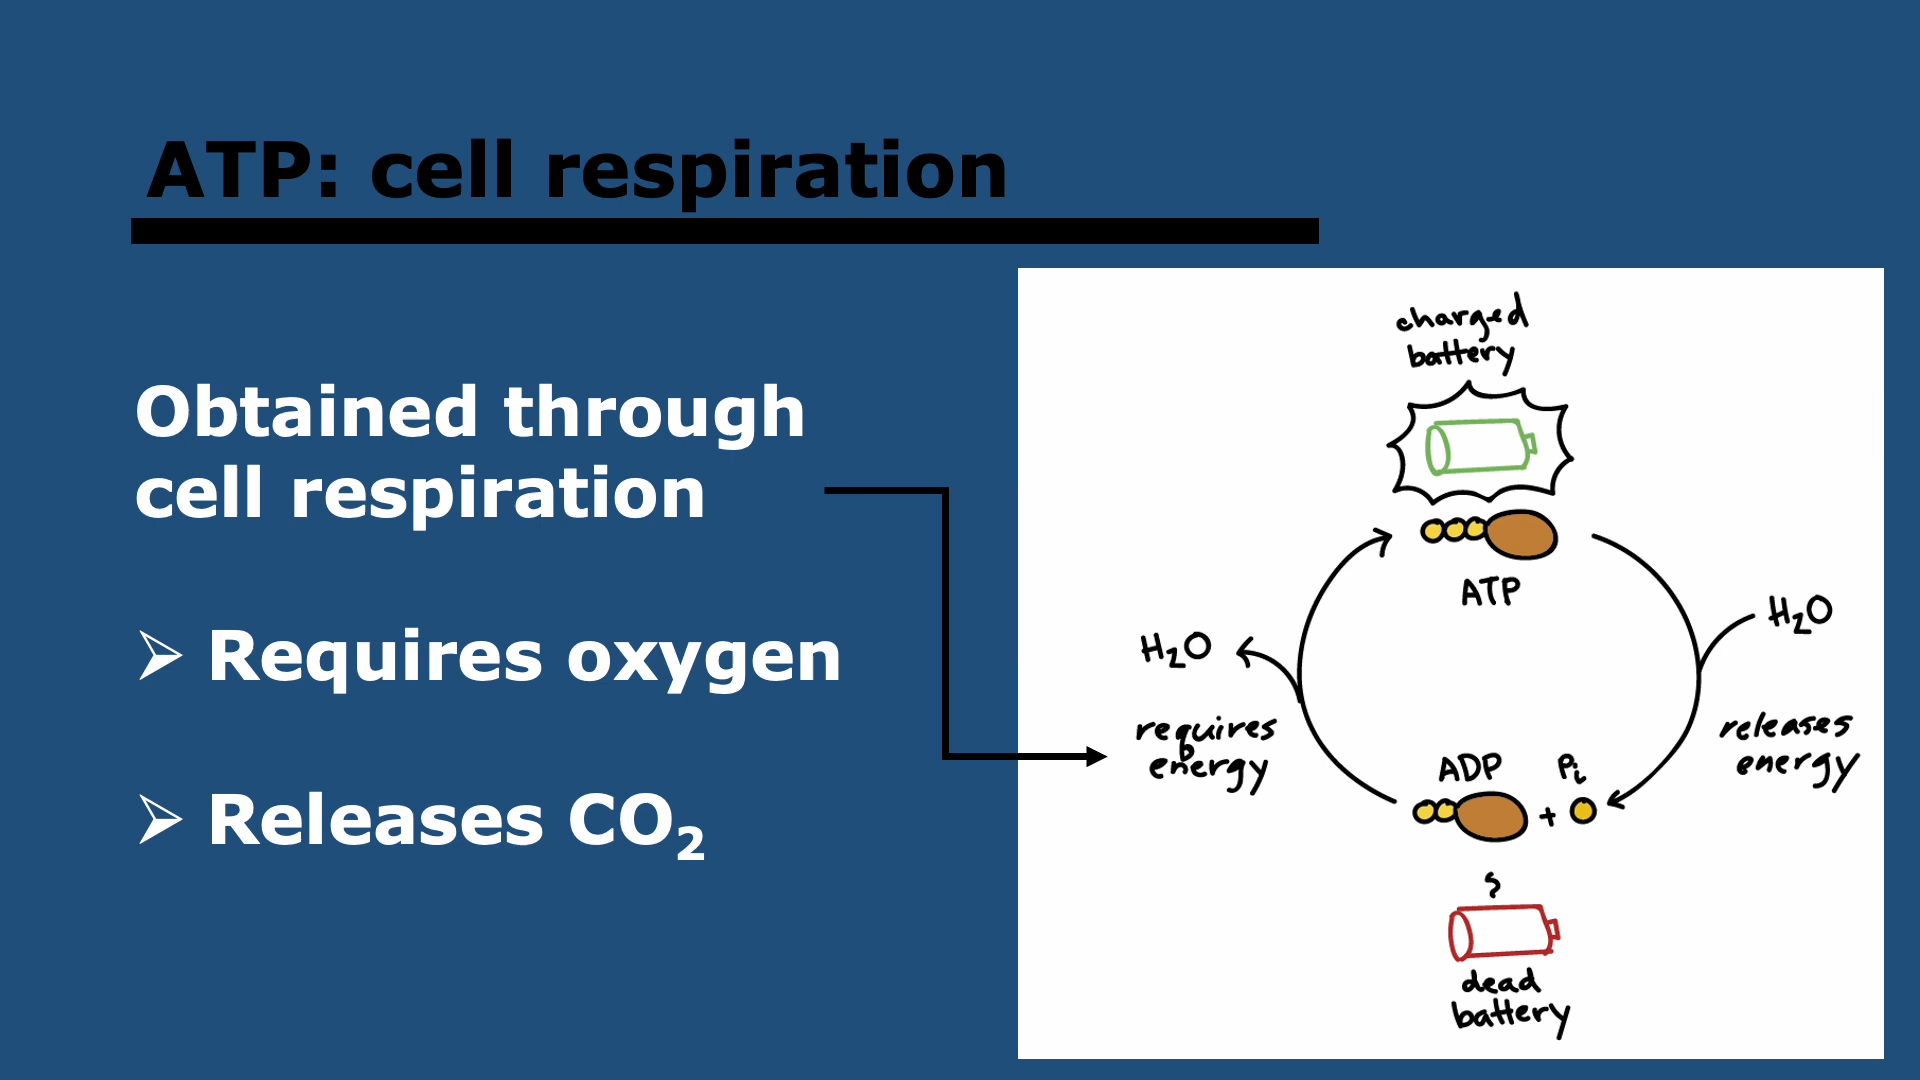 ATP: cell respiration
Obtained through
cell respiration
➢ Requires oxygen
➢ Releases CO₂
charged
battery
ATP
H₂O
H₂O
requires
energy
releases
energy
ADP + Pi
dead
battery